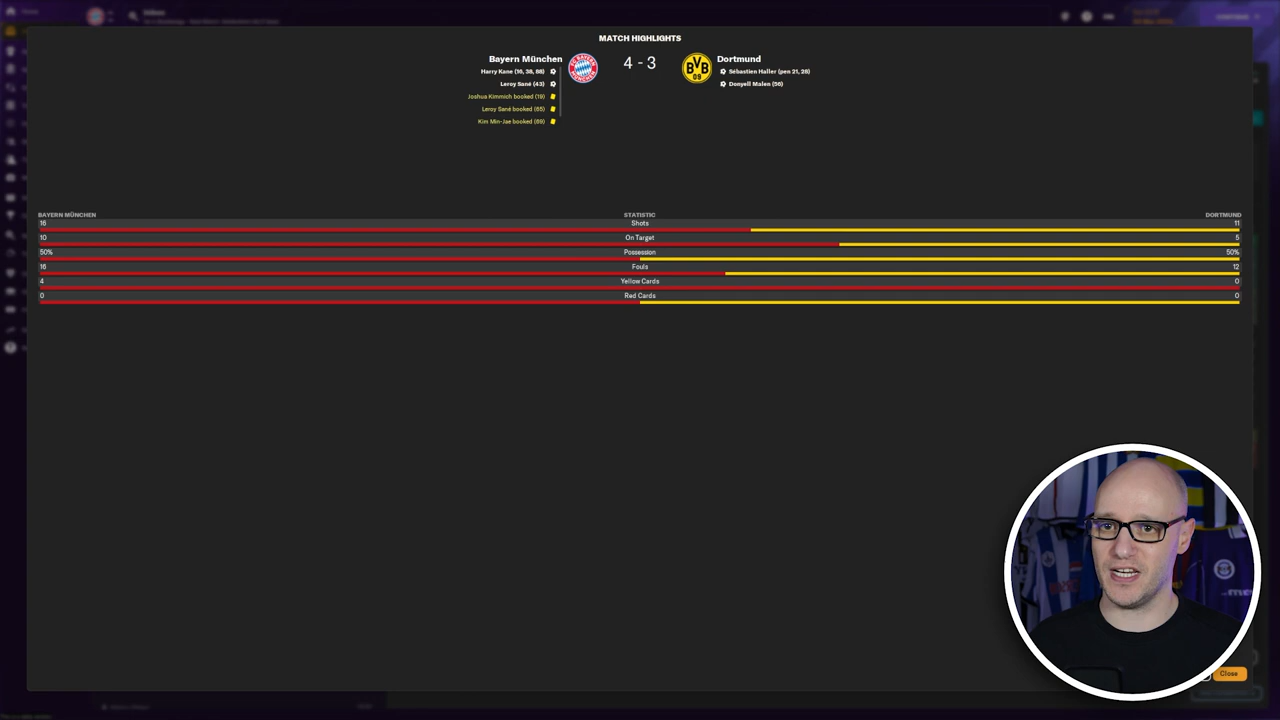 MATCH HIGHLIGHTS
Bayern München 4 - 3 Dortmund
Harry Kane (16, 38, 88)
Leroy Sané (43)
Joshua Kimmich booked (19)
Leroy Sané booked (65)
Kim Min-Jae booked (69)
Sébastien Haller (pen 21, 28)
Donyell Malen (56)
BVB
09
BAYERN MÜNCHEN STATISTIC DORTMUND
16 Shots 11
10 On Target 5
50% Possession 50%
16 Fouls 12
4 Yellow Cards 0
0 Red Cards 0
Close